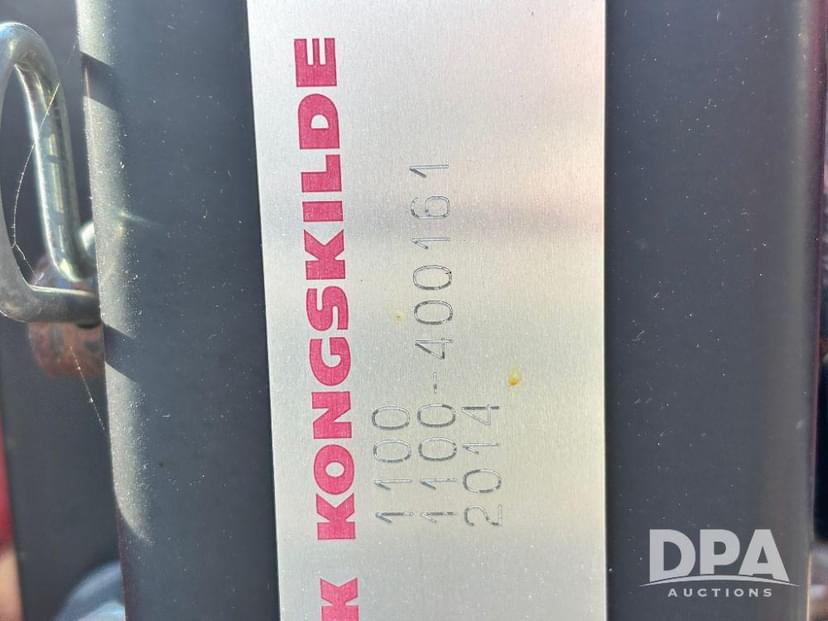 K KONGSKILDE
1100
1100-400161
2014
DPA
AUCTIONS